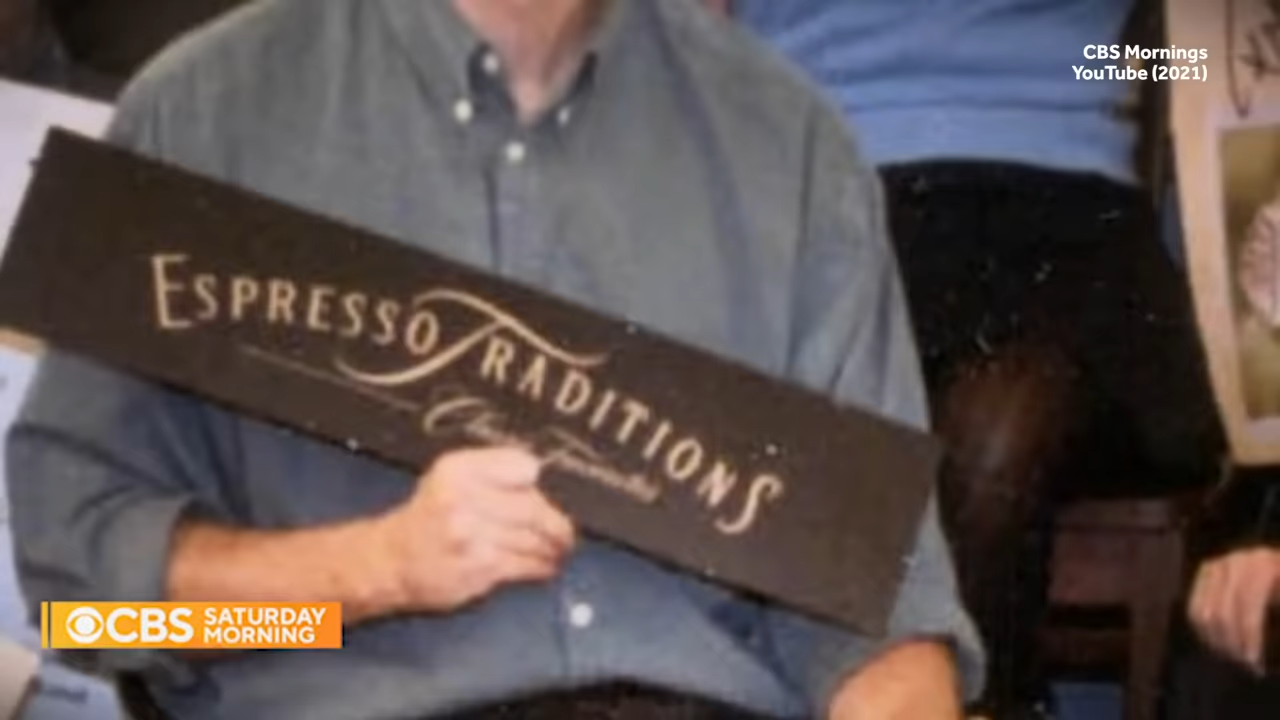 CBS Mornings
YouTube (2021)
ESPRESSO TRADITIONS
CBS SATURDAY
MORNING